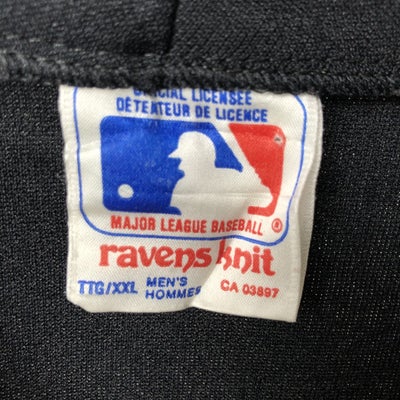 OFFICIAL LICENSEE
DÉTENTEUR DE LICENCE
MAJOR LEAGUE BASEBALL ®
ravens knit
TTG/XXL MEN'S HOMMES CA 03897